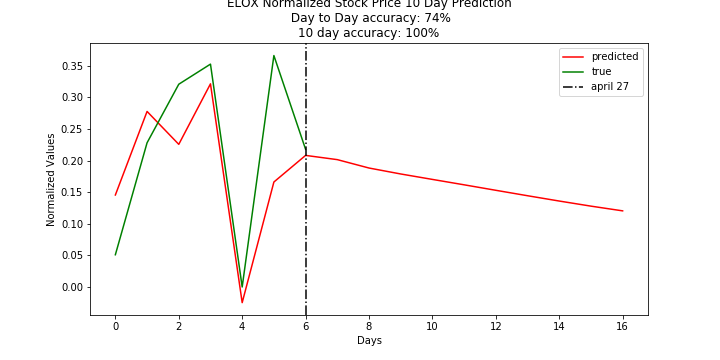 ELOX Normalized Stock Price 10 Day Prediction
Day to Day accuracy: 74%
10 day accuracy: 100%
predicted
true
april 27
Normalized Values
0.35
0.30
0.25
0.20
0.15
0.10
0.05
0.00
0 2 4 6 8 10 12 14 16
Days